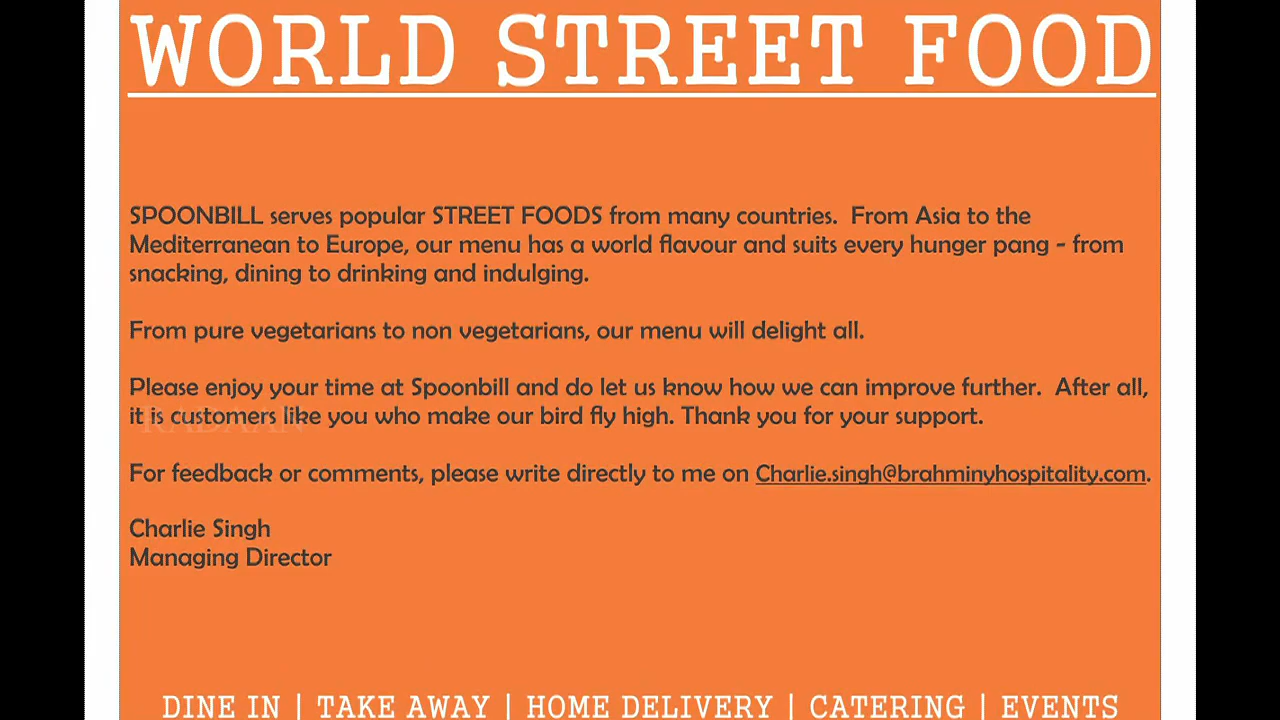 WORLD STREET FOOD
SPOONBILL serves popular STREET FOODS from many countries.  From Asia to the
Mediterranean to Europe, our menu has a world flavour and suits every hunger pang - from
snacking, dining to drinking and indulging.
From pure vegetarians to non vegetarians, our menu will delight all.
Please enjoy your time at Spoonbill and do let us know how we can improve further.  After all,
it is customers like you who make our bird fly high. Thank you for your support.
RADAAN
For feedback or comments, please write directly to me on Charlie.singh@brahminyhospitality.com.
Charlie Singh
Managing Director
DINE IN | TAKE AWAY | HOME DELIVERY | CATERING | EVENTS